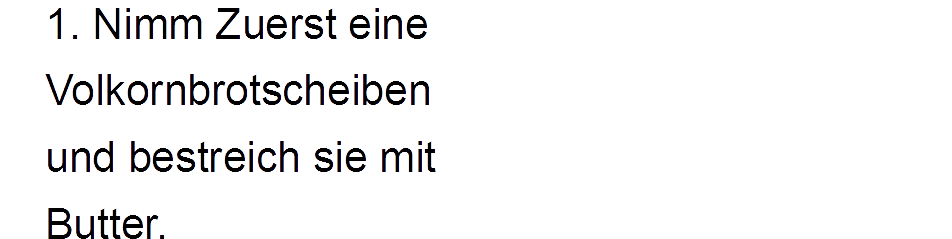 1. Nimm Zuerst eine
Volkornbrotscheiben
und bestreich sie mit
Butter.